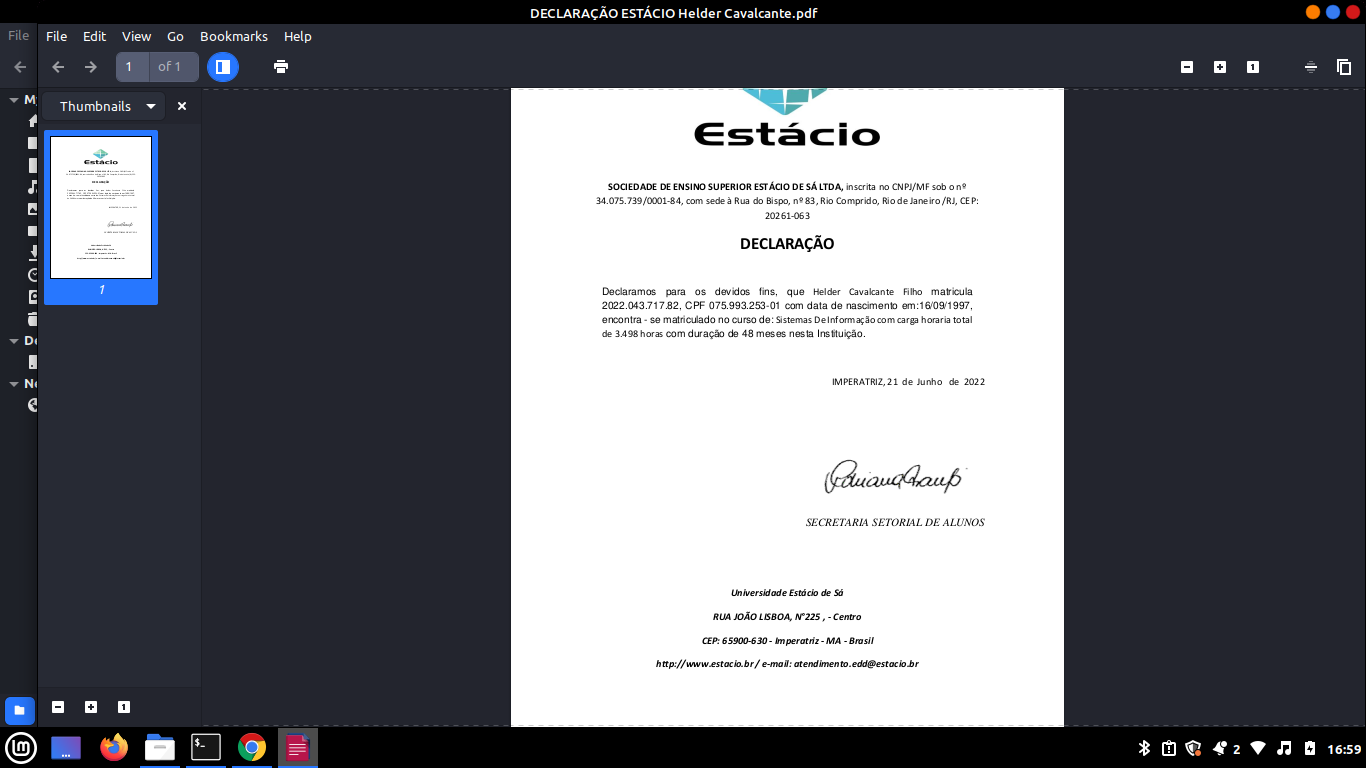 DECLARAÇÃO ESTÁCIO Helder Cavalcante.pdf
File
File Edit View Go Bookmarks Help
1 of 1
Thumbnails
My
De
Ne
Estácio
1
Estácio
SOCIEDADE DE ENSINO SUPERIOR ESTÁCIO DE SÁ LTDA, inscrita no CNPJ/MF sob o nº
34.075.739/0001-84, com sede à Rua do Bispo, nº 83, Rio Comprido, Rio de Janeiro /RJ, CEP:
20261-063
DECLARAÇÃO
Declaramos para os devidos fins, que Helder Cavalcante Filho matricula
2022.043.717.82, CPF 075.993.253-01 com data de nascimento em:16/09/1997,
encontra - se matriculado no curso de: Sistemas De Informação com carga horaria total
de 3.498 horas com duração de 48 meses nesta Instituição.
IMPERATRIZ, 21 de Junho de 2022
SECRETARIA SETORIAL DE ALUNOS
Universidade Estácio de Sá
RUA JOÃO LISBOA, N°225 , - Centro
CEP: 65900-630 - Imperatriz - MA - Brasil
http://www.estacio.br / e-mail: atendimento.edd@estacio.br
2
16:59